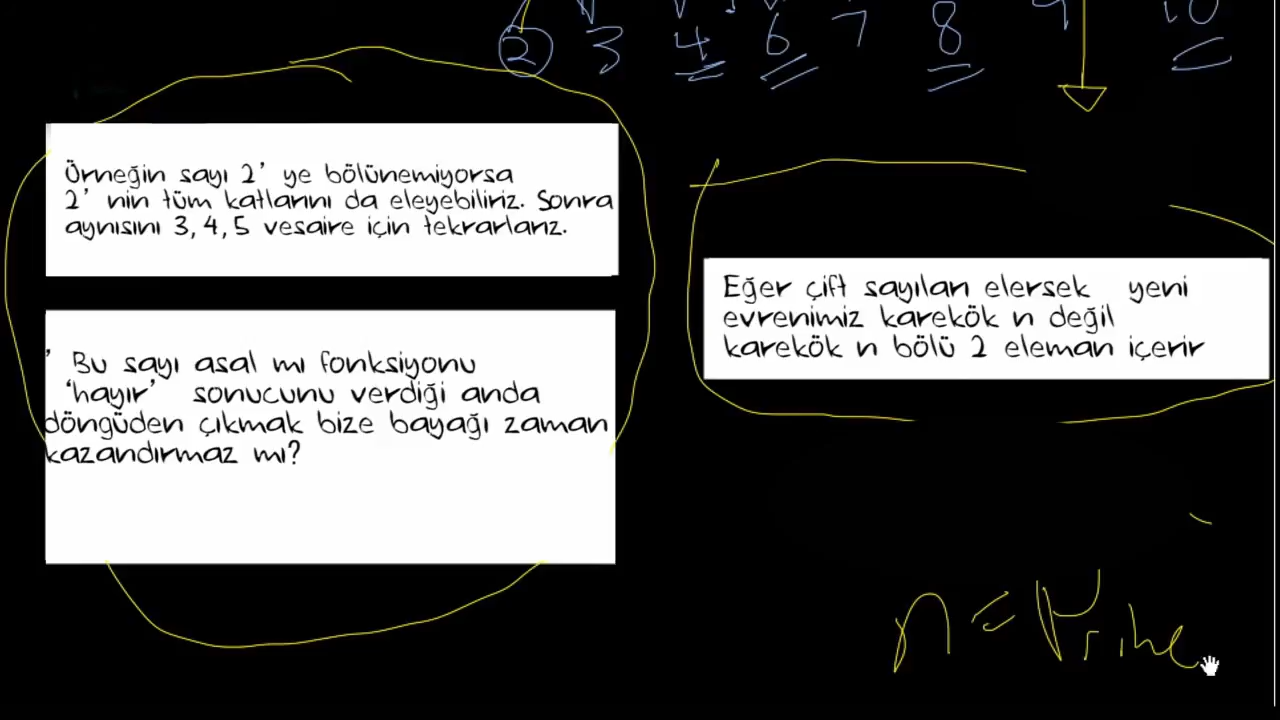 2 3 4 6 7 8 9 10
Örneğin sayı 2' ye bölünemiyorsa
2' nin tüm katlarını da eleyebiliriz. Sonra
aynısını 3, 4, 5 vesaire için tekrarlarız.
' Bu sayı asal mı fonksiyonu
'hayır' sonucunu verdiği anda
döngüden çıkmak bize bayağı zaman
kazandırmaz mı?
Eğer çift sayıları elersek yeni
evrenimiz karekök n değil
karekök n bölü 2 eleman içerir
n = Prime